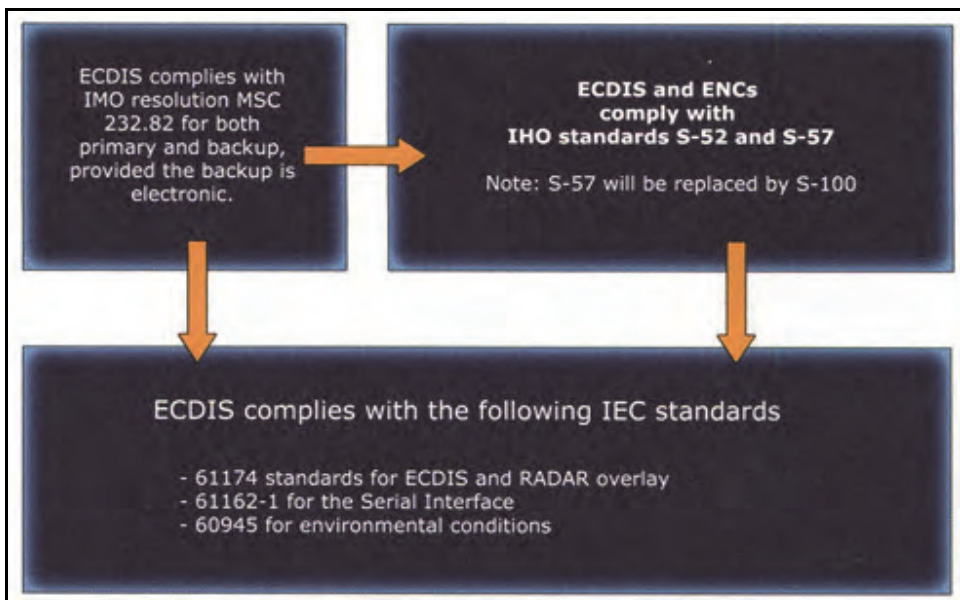 ECDIS complies with
IMO resolution MSC
232.82 for both
primary and backup,
provided the backup is
electronic.
ECDIS and ENCs
comply with
IHO standards S-52 and S-57
Note: S-57 will be replaced by S-100
ECDIS complies with the following IEC standards
- 61174 standards for ECDIS and RADAR overlay
- 61162-1 for the Serial Interface
- 60945 for environmental conditions